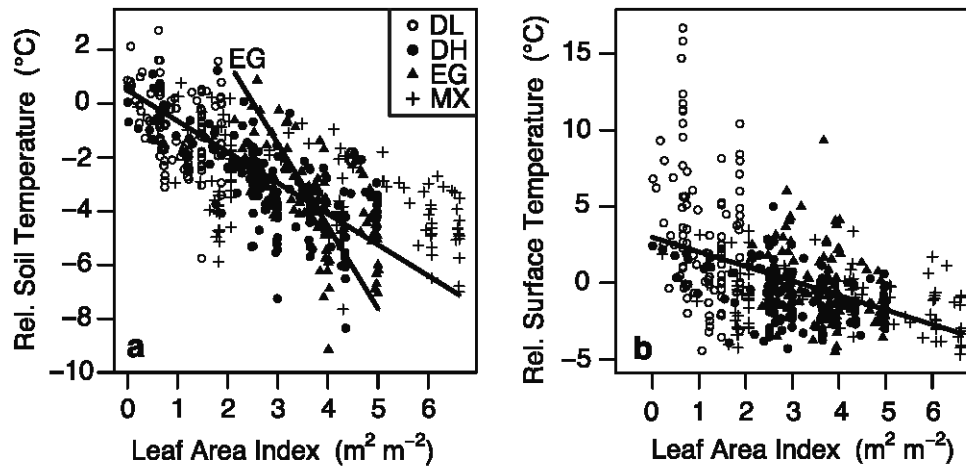 2
0
−2
−4
−6
−8
−10
Rel. Soil Temperature (°C)
EG
DL
DH
EG
MX
a
0 1 2 3 4 5 6
Leaf Area Index (m² m⁻²)
15
10
5
0
−5
Rel. Surface Temperature (°C)
b
0 1 2 3 4 5 6
Leaf Area Index (m² m⁻²)